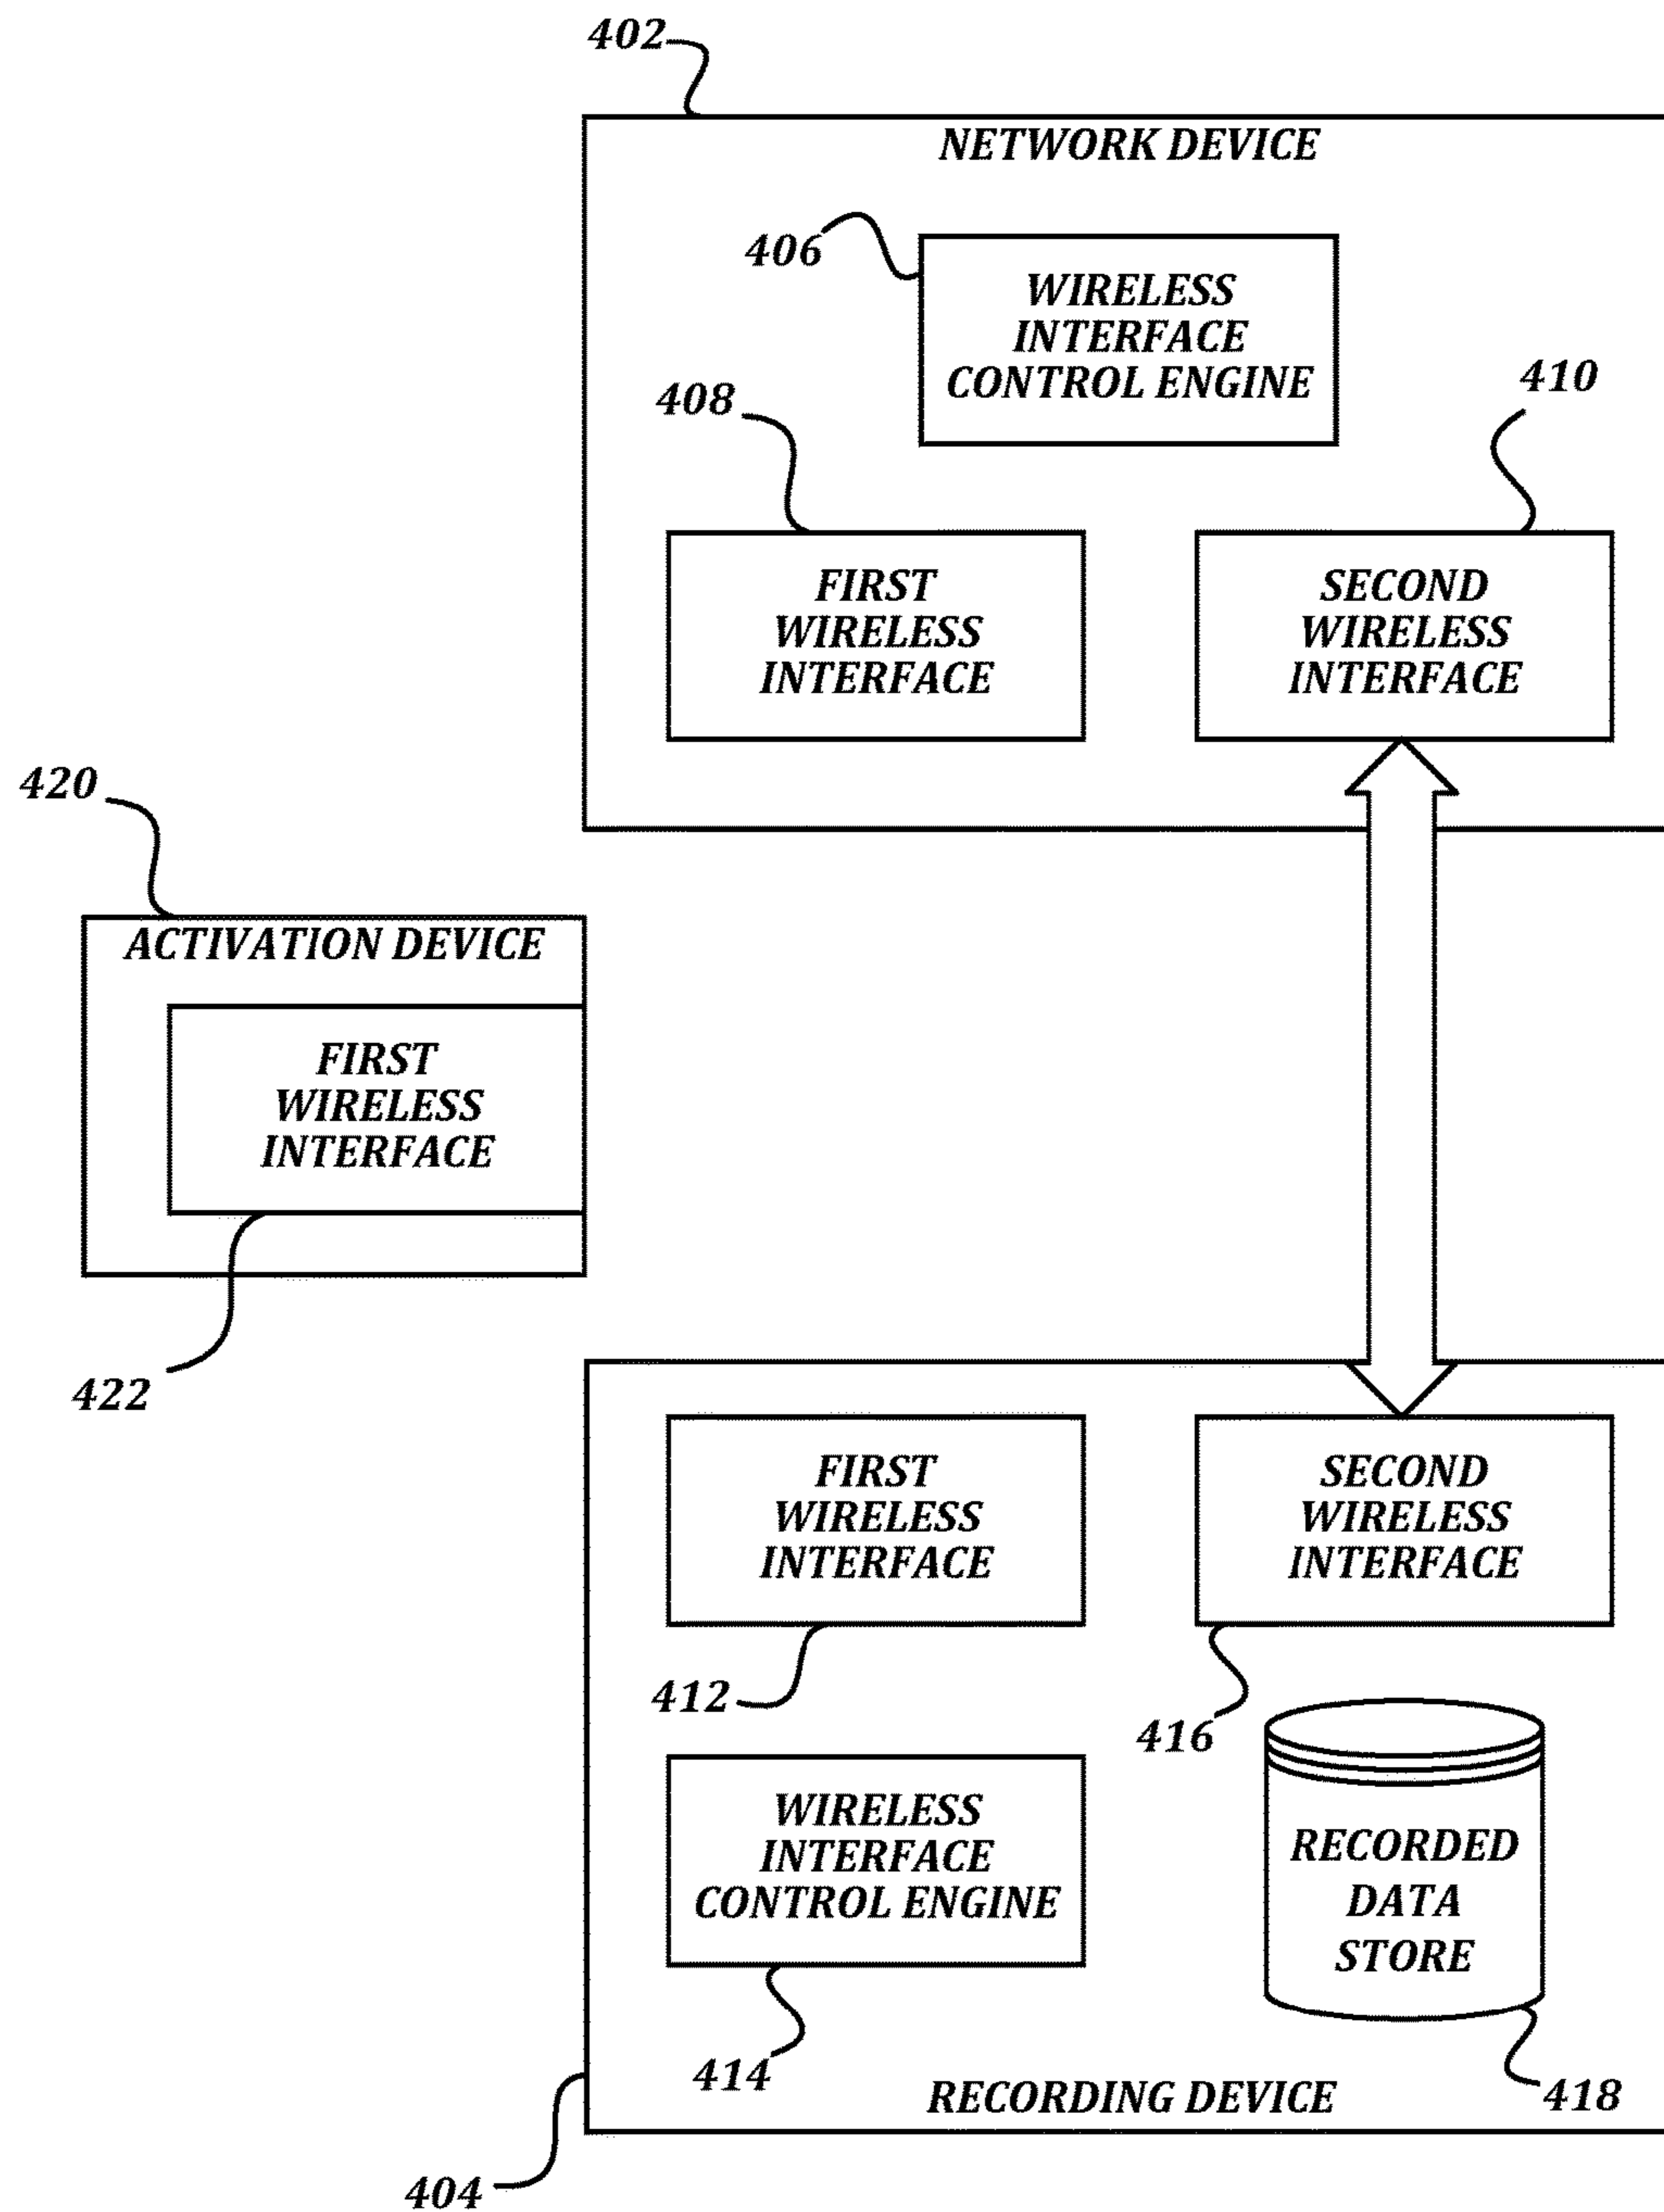 402
NETWORK DEVICE
406
WIRELESS
INTERFACE
CONTROL ENGINE
408
410
FIRST
WIRELESS
INTERFACE
SECOND
WIRELESS
INTERFACE
420
ACTIVATION DEVICE
FIRST
WIRELESS
INTERFACE
422
FIRST
WIRELESS
INTERFACE
SECOND
WIRELESS
INTERFACE
412
416
WIRELESS
INTERFACE
CONTROL ENGINE
RECORDED
DATA
STORE
414
RECORDING DEVICE
418
404